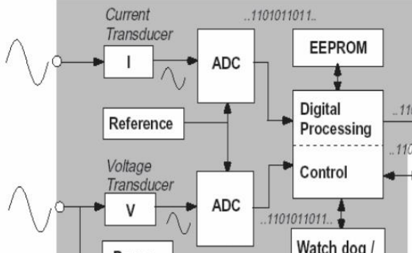 Current
Transducer
..1101011011..
I
ADC
EEPROM
Reference
Digital
Processing
Control
Voltage
Transducer
V
ADC
..1101011011..
Watch dog /